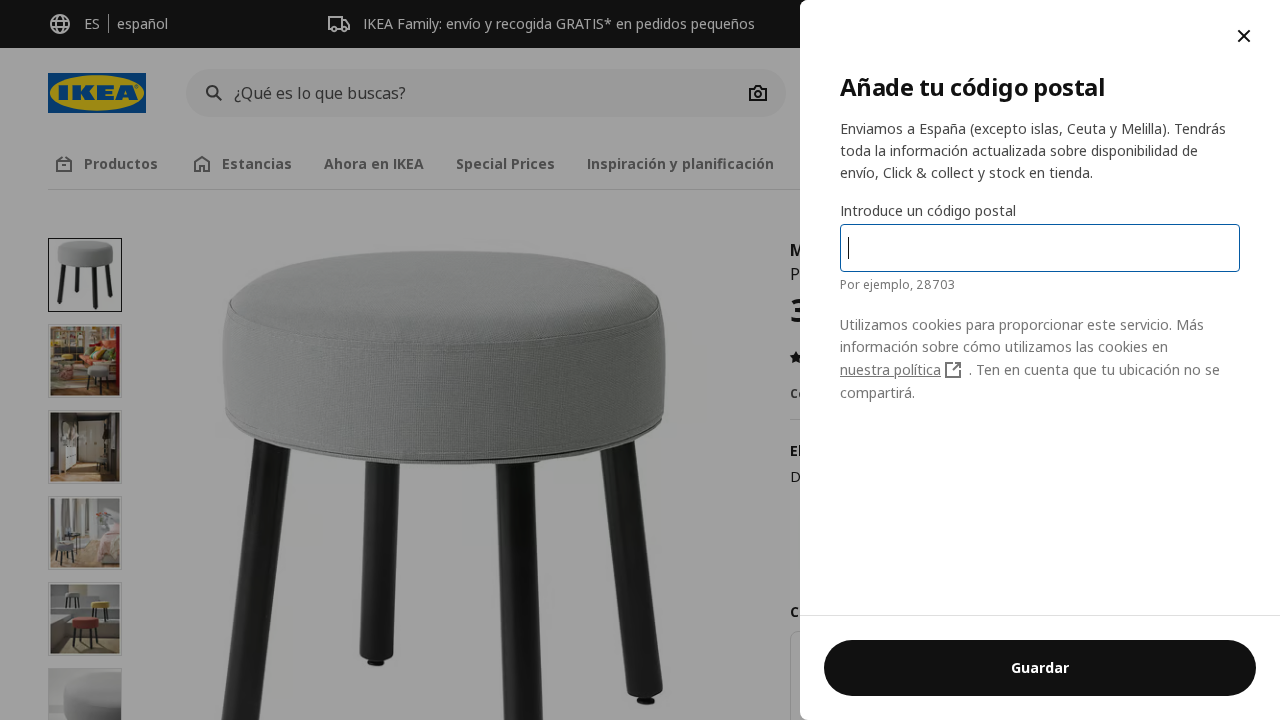 ES español
IKEA Family: envío y recogida GRATIS* en pedidos pequeños
IKEA
¿Qué es lo que buscas?
Productos
Estancias
Ahora en IKEA
Special Prices
Inspiración y planificación
Añade tu código postal
Enviamos a España (excepto islas, Ceuta y Melilla). Tendrás
toda la información actualizada sobre disponibilidad de
envío, Click & collect y stock en tienda.
Introduce un código postal
Por ejemplo, 28703
Utilizamos cookies para proporcionar este servicio. Más
información sobre cómo utilizamos las cookies en
nuestra política . Ten en cuenta que tu ubicación no se
compartirá.
Guardar